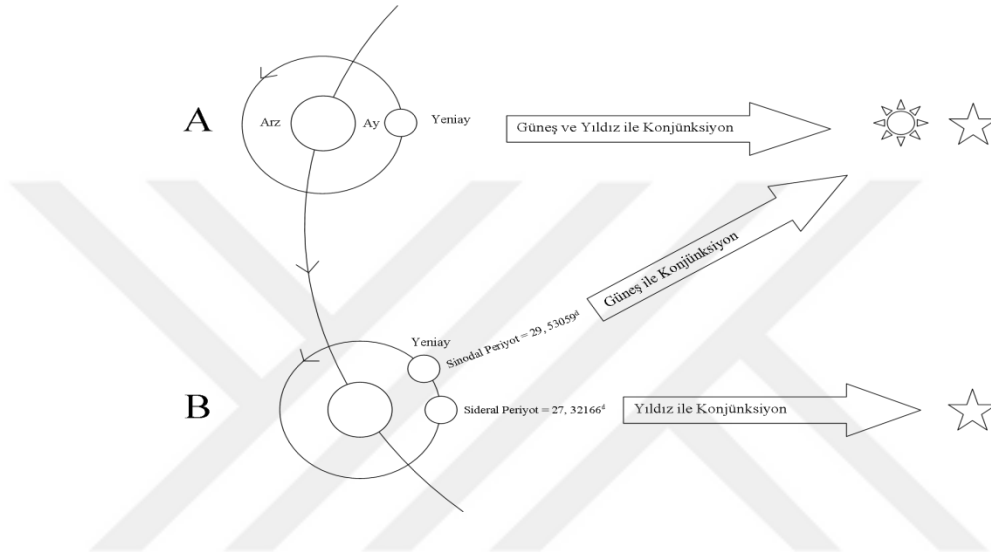 A
Arz
Ay
Yeniay
Güneş ve Yıldız ile Konjünksiyon
Güneş ile Konjünksiyon
Yeniay
Sinodal Periyot = 29, 53059ᵈ
B
Sideral Periyot = 27, 32166ᵈ
Yıldız ile Konjünksiyon